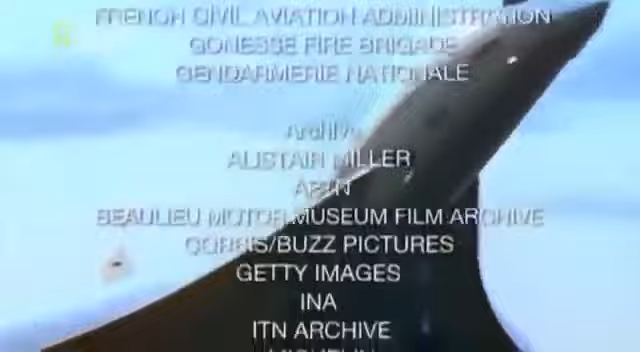 FRENCH CIVIL AVIATION ADMINISTRATION
GONESSE FIRE BRIGADE
GENDARMERIE NATIONALE
Archive
ALISTAIR MILLER
APTN
BEAULIEU MOTOR MUSEUM FILM ARCHIVE
CORBIS/BUZZ PICTURES
GETTY IMAGES
INA
ITN ARCHIVE